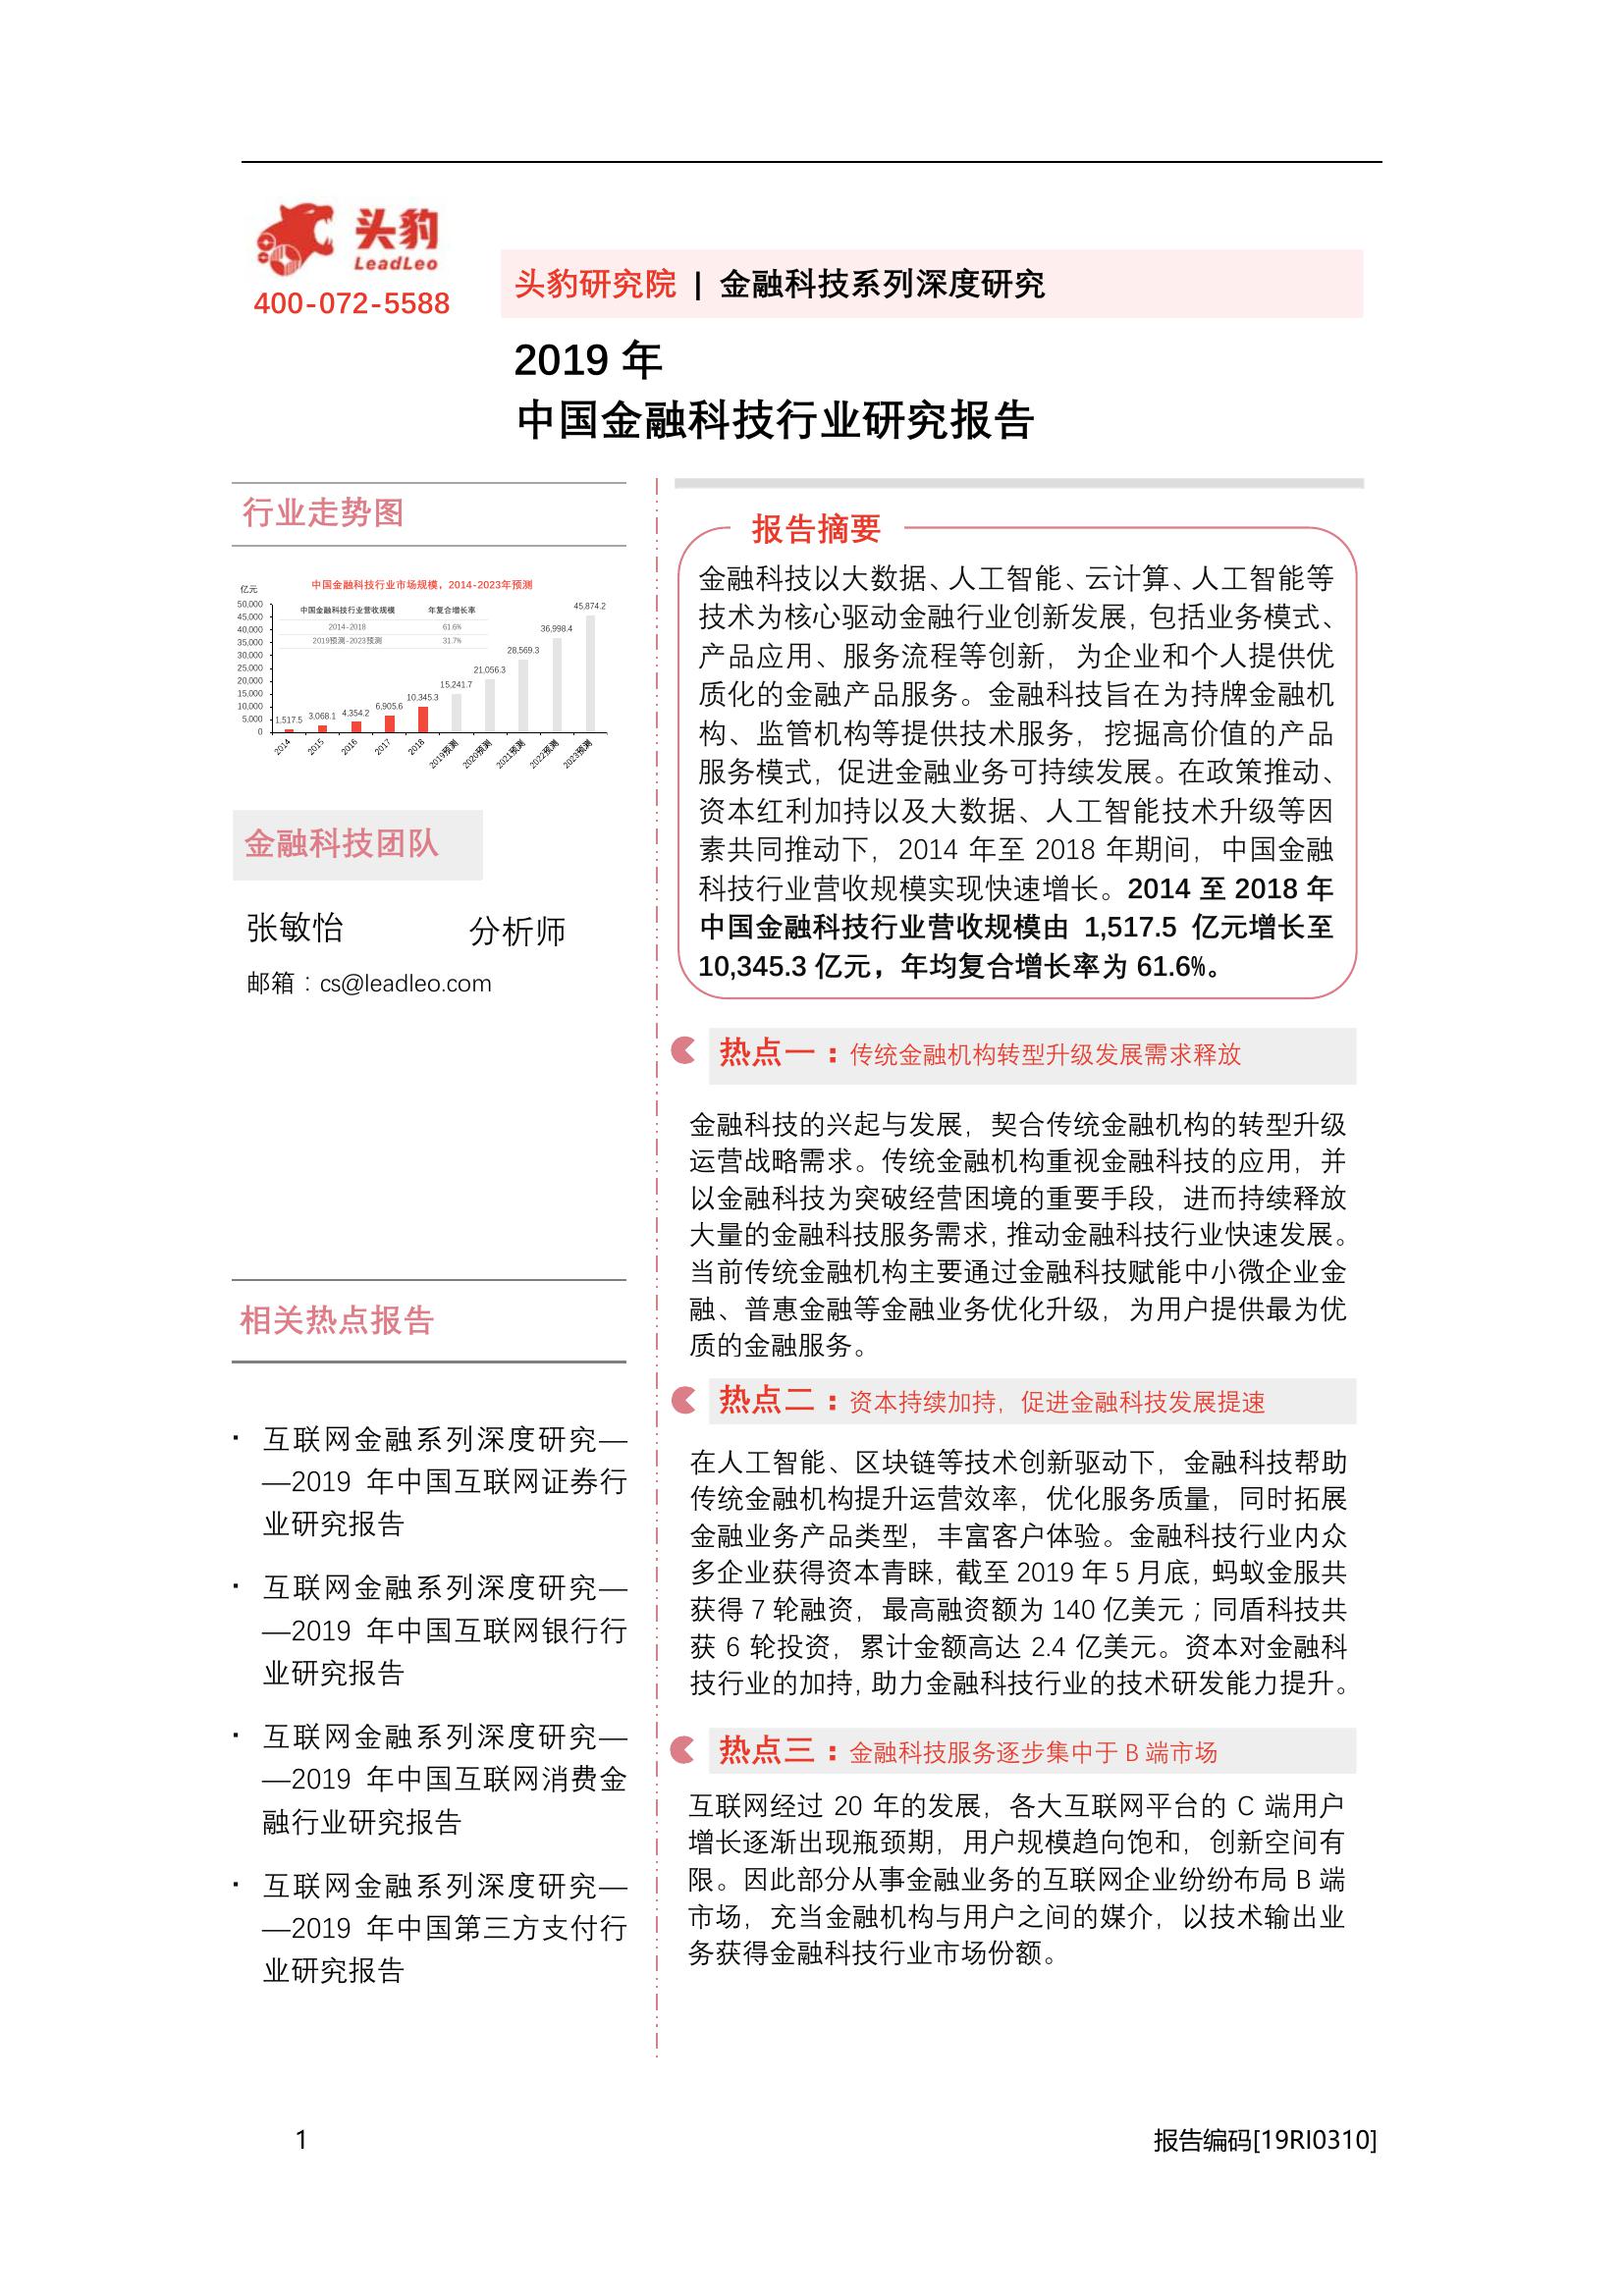 头豹
LeadLeo
400-072-5588
头豹研究院 | 金融科技系列深度研究
2019 年
中国金融科技行业研究报告
行业走势图
亿元
中国金融科技行业市场规模，2014-2023年预测
中国金融科技行业营收规模 年复合增长率
2014-2018 61.6%
2019预测-2023预测 31.7%
50,000
45,000
40,000
35,000
30,000
25,000
20,000
15,000
10,000
5,000
0
1,517.5 3,068.1 4,354.2 6,905.6 10,345.3 15,241.7 21,056.3 28,569.3 36,998.4 45,874.2
2014 2015 2016 2017 2018 2019预测 2020预测 2021预测 2022预测 2023预测
金融科技团队
张敏怡 分析师
邮箱：cs@leadleo.com
相关热点报告
· 互联网金融系列深度研究—
—2019 年中国互联网证券行
业研究报告
· 互联网金融系列深度研究—
—2019 年中国互联网银行行
业研究报告
· 互联网金融系列深度研究—
—2019 年中国互联网消费金
融行业研究报告
· 互联网金融系列深度研究—
—2019 年中国第三方支付行
业研究报告
报告摘要
金融科技以大数据、人工智能、云计算、人工智能等
技术为核心驱动金融行业创新发展，包括业务模式、
产品应用、服务流程等创新，为企业和个人提供优
质化的金融产品服务。金融科技旨在为持牌金融机
构、监管机构等提供技术服务，挖掘高价值的产品
服务模式，促进金融业务可持续发展。在政策推动、
资本红利加持以及大数据、人工智能技术升级等因
素共同推动下，2014 年至 2018 年期间，中国金融
科技行业营收规模实现快速增长。2014 至 2018 年
中国金融科技行业营收规模由 1,517.5 亿元增长至
10,345.3 亿元，年均复合增长率为 61.6%。
热点一：传统金融机构转型升级发展需求释放
金融科技的兴起与发展，契合传统金融机构的转型升级
运营战略需求。传统金融机构重视金融科技的应用，并
以金融科技为突破经营困境的重要手段，进而持续释放
大量的金融科技服务需求，推动金融科技行业快速发展。
当前传统金融机构主要通过金融科技赋能中小微企业金
融、普惠金融等金融业务优化升级，为用户提供最为优
质的金融服务。
热点二：资本持续加持，促进金融科技发展提速
在人工智能、区块链等技术创新驱动下，金融科技帮助
传统金融机构提升运营效率，优化服务质量，同时拓展
金融业务产品类型，丰富客户体验。金融科技行业内众
多企业获得资本青睐，截至 2019 年 5 月底，蚂蚁金服共
获得 7 轮融资，最高融资额为 140 亿美元；同盾科技共
获 6 轮投资，累计金额高达 2.4 亿美元。资本对金融科
技行业的加持，助力金融科技行业的技术研发能力提升。
热点三：金融科技服务逐步集中于 B 端市场
互联网经过 20 年的发展，各大互联网平台的 C 端用户
增长逐渐出现瓶颈期，用户规模趋向饱和，创新空间有
限。因此部分从事金融业务的互联网企业纷纷布局 B 端
市场，充当金融机构与用户之间的媒介，以技术输出业
务获得金融科技行业市场份额。
1 报告编码[19RI0310]